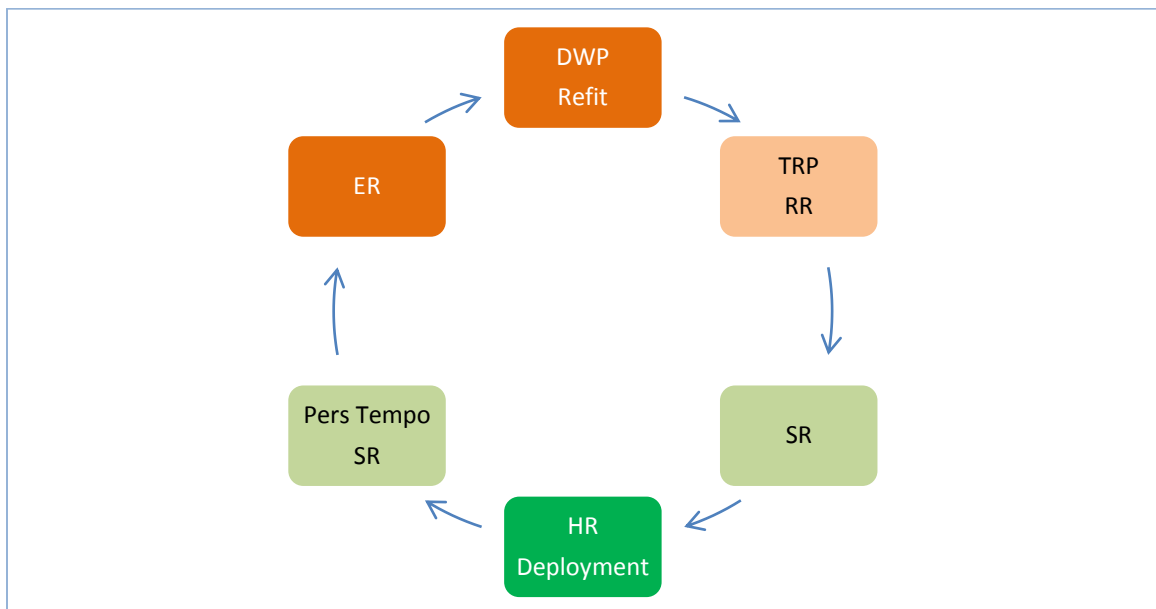 DWP
Refit
TRP
RR
SR
HR
Deployment
Pers Tempo
SR
ER